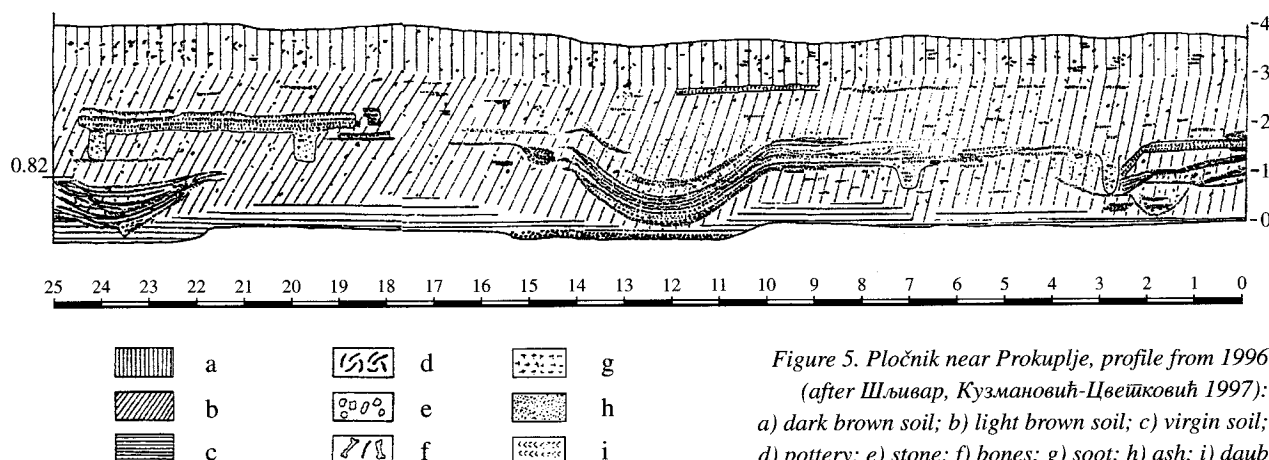 -4
-3
-2
0.82
-1
-0
25 24 23 22 21 20 19 18 17 16 15 14 13 12 11 10 9 8 7 6 5 4 3 2 1 0
a d g
b e h
c f i
Figure 5. Pločnik near Prokuplje, profile from 1996
(after Шљивар, Кузмановић-Цветковић 1997):
a) dark brown soil; b) light brown soil; c) virgin soil;
d) pottery; e) stone; f) bones; g) soot; h) ash; i) daub